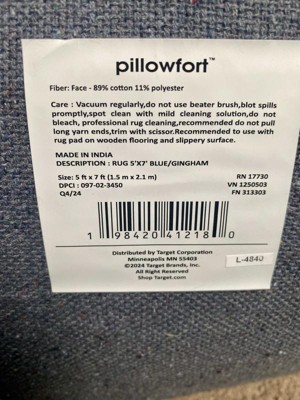 pillowfort™
Fiber: Face - 89% cotton 11% polyester
Care : Vacuum regularly,do not use beater brush,blot spills
promptly,spot clean with mild cleaning solution,do not
bleach, professional rug cleaning,recommended do not pull
long yarn ends,trim with scissor.Recommended to use with
rug pad on wooden flooring and slippery surface.
MADE IN INDIA
DESCRIPTION : RUG 5'X7' BLUE/GINGHAM
Size: 5 ft x 7 ft (1.5 m x 2.1 m)
RN 17730
DPCI : 097-02-3450
VN 1250503
Q4/24
FN 313303
1 98420 41218 0
Distributed by Target Corporation
Minneapolis MN 55403
©2024 Target Brands, Inc.
All Right Reserved
Shop Target.com
L-4840